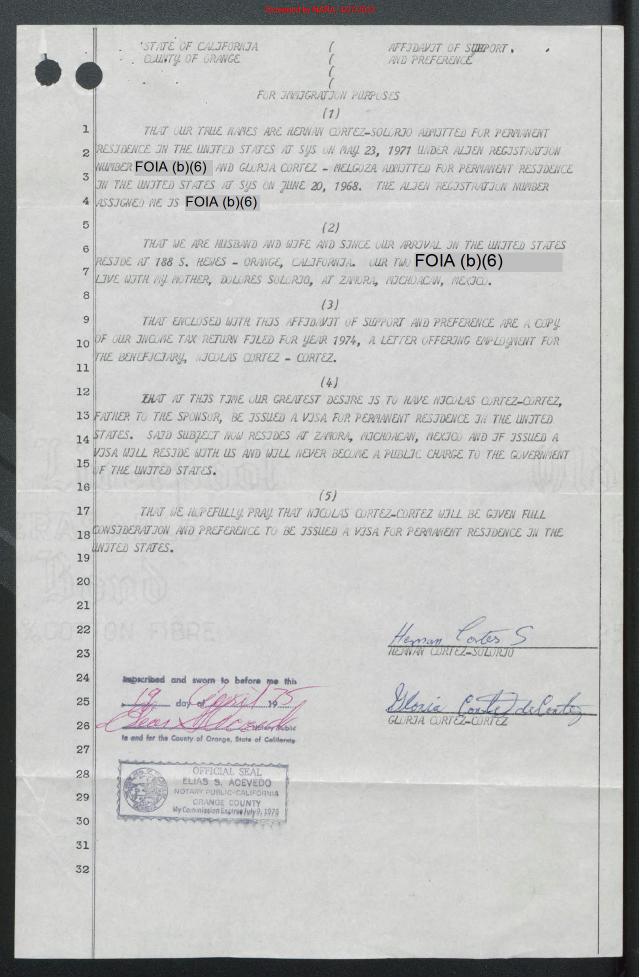 STATE OF CALIFORNIA ( AFFIDAVIT OF SUPPORT
COUNTY OF ORANGE ( AND PREFERENCE
(
(
FOR IMMIGRATION PURPOSES
(1)
1 THAT OUR TRUE NAMES ARE HERNAN CORTEZ-SOLORIO ADMITTED FOR PERMANENT
2 RESIDENCE IN THE UNITED STATES AT SYS ON MAY 23, 1971 UNDER ALIEN REGISTRATION
NUMBER FOIA (b)(6) AND GLORIA CORTEZ - MELGOZA ADMITTED FOR PERMANENT RESIDENCE
3 IN THE UNITED STATES AT SYS ON JUNE 20, 1968. THE ALIEN REGISTRATION NUMBER
4 ASSIGNED ME IS FOIA (b)(6)
5 (2)
6 THAT WE ARE HUSBAND AND WIFE AND SINCE OUR ARRIVAL IN THE UNITED STATES
RESIDE AT 188 S. HEWES - ORANGE, CALIFORNIA. OUR TWO FOIA (b)(6)
7 LIVE WITH MY MOTHER, DOLORES SOLORIO, AT ZAMORA, MICHOACAN, MEXICO.
8 (3)
9 THAT ENCLOSED WITH THIS AFFIDAVIT OF SUPPORT AND PREFERENCE ARE A COPY
10 OF OUR INCOME TAX RETURN FILED FOR YEAR 1974, A LETTER OFFERING EMPLOYMENT FOR
11 THE BENEFICIARY, NICOLAS CORTEZ - CORTEZ.
(4)
12 THAT AT THIS TIME OUR GREATEST DESIRE IS TO HAVE NICOLAS CORTEZ-CORTEZ,
13 FATHER TO THE SPONSOR, BE ISSUED A VISA FOR PERMANENT RESIDENCE IN THE UNITED
14 STATES. SAID SUBJECT NOW RESIDES AT ZAMORA, MICHOACAN, MEXICO AND IF ISSUED A
15 VISA WILL RESIDE WITH US AND WILL NEVER BECOME A PUBLIC CHARGE TO THE GOVERNMENT
OF THE UNITED STATES.
16 (5)
17 THAT WE HOPEFULLY PRAY THAT NICOLAS CORTEZ-CORTEZ WILL BE GIVEN FULL
18 CONSIDERATION AND PREFERENCE TO BE ISSUED A VISA FOR PERMANENT RESIDENCE IN THE
19 UNITED STATES.
20
21
22 Hernan Cortes S
23 HERNAN CORTEZ-SOLORIO
24 Subscribed and sworn to before me this
25 19 day of April 1975 Gloria Cortez de Cortez
26 Notary Public GLORIA CORTEZ-CORTEZ
27 in and for the County of Orange, State of California
28 OFFICIAL SEAL
ELIAS S. ACEVEDO
29 NOTARY PUBLIC-CALIFORNIA
ORANGE COUNTY
30 My Commission Expires July 9, 1976
31
32